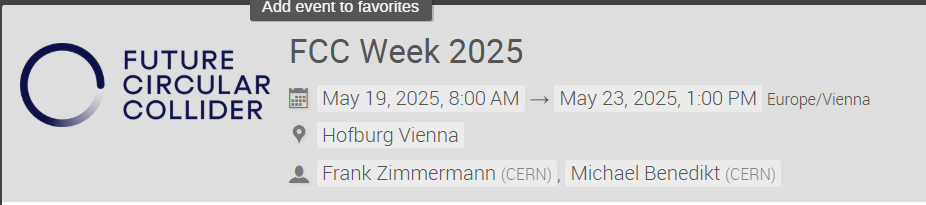 Add event to favorites
FUTURE
CIRCULAR
COLLIDER
FCC Week 2025
May 19, 2025, 8:00 AM → May 23, 2025, 1:00 PM Europe/Vienna
Hofburg Vienna
Frank Zimmermann (CERN) , Michael Benedikt (CERN)